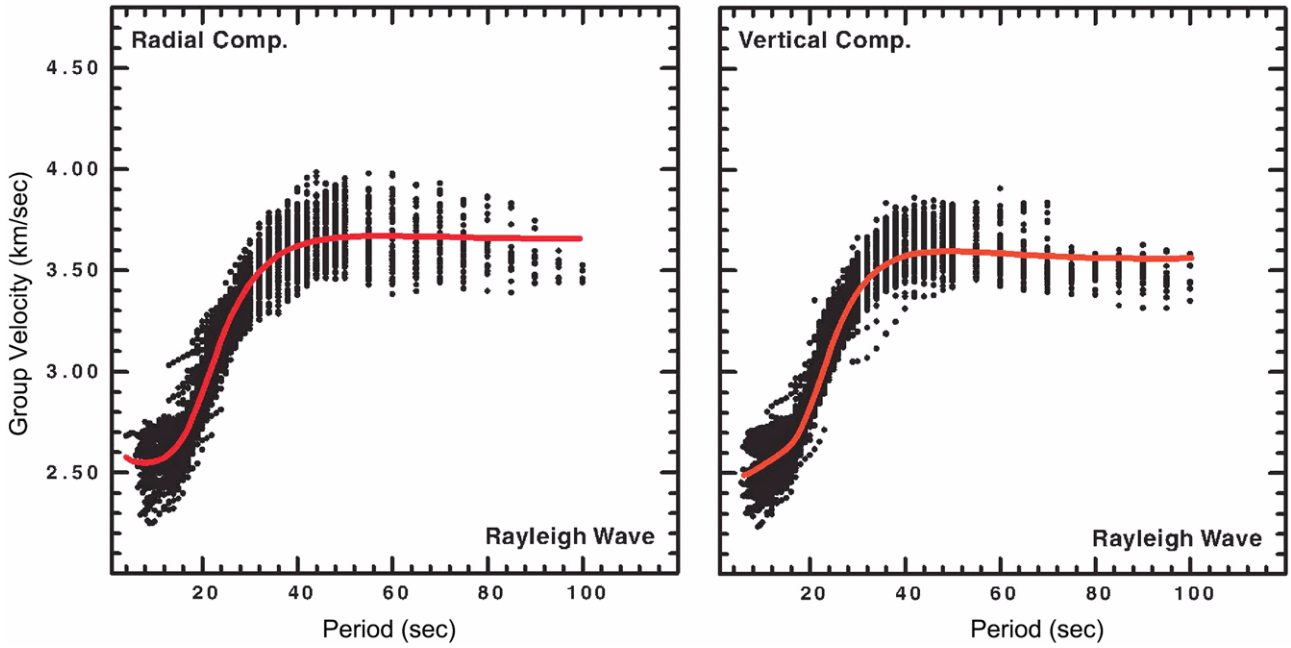 Radial Comp.
Vertical Comp.
4.50
4.00
3.50
3.00
2.50
Group Velocity (km/sec)
Rayleigh Wave
Rayleigh Wave
20 40 60 80 100
20 40 60 80 100
Period (sec)
Period (sec)